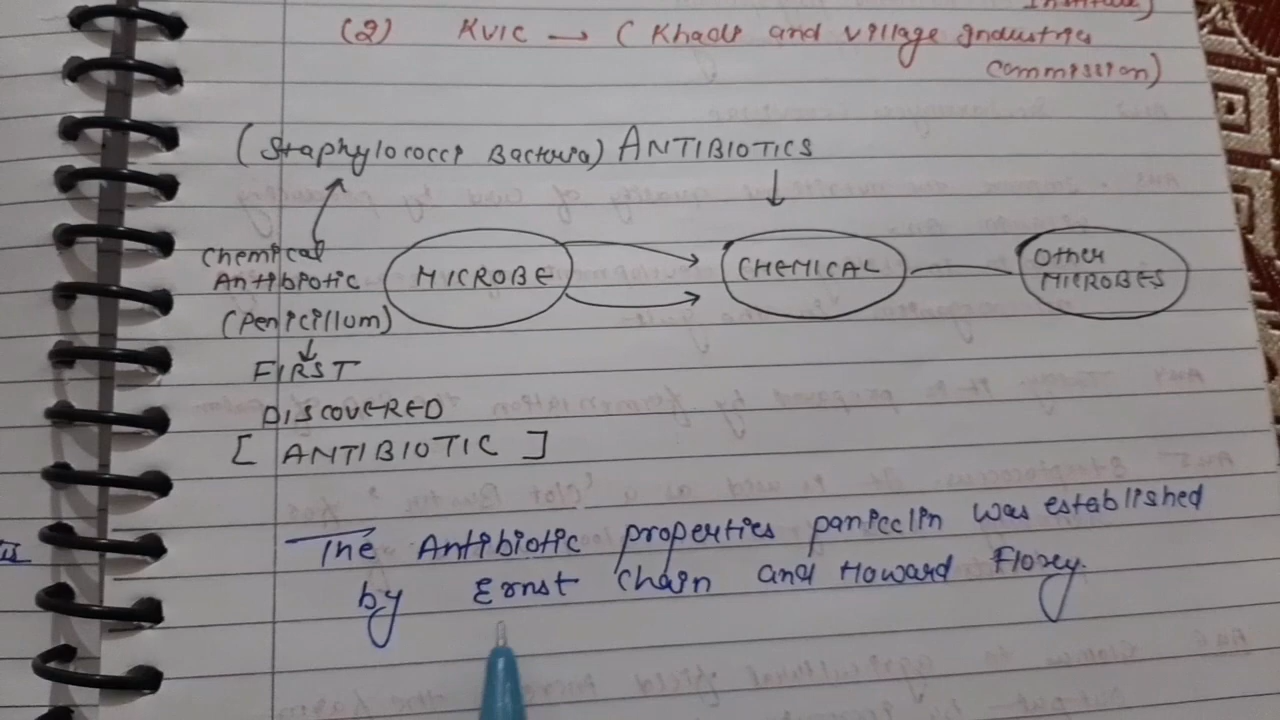 (2) KVIC → (Khadi and village Industries
Commission)
(Staphylococci Bacteria) ANTIBIOTICS
Chemical
Antibiotic
(Penicillum)
MICROBE
CHEMICAL
Other
MICROBES
FIRST
DISCOVERED
[ ANTIBIOTIC ]
The Antibiotic properties panicclin was established
by Ernst Chain and Howard Florey.